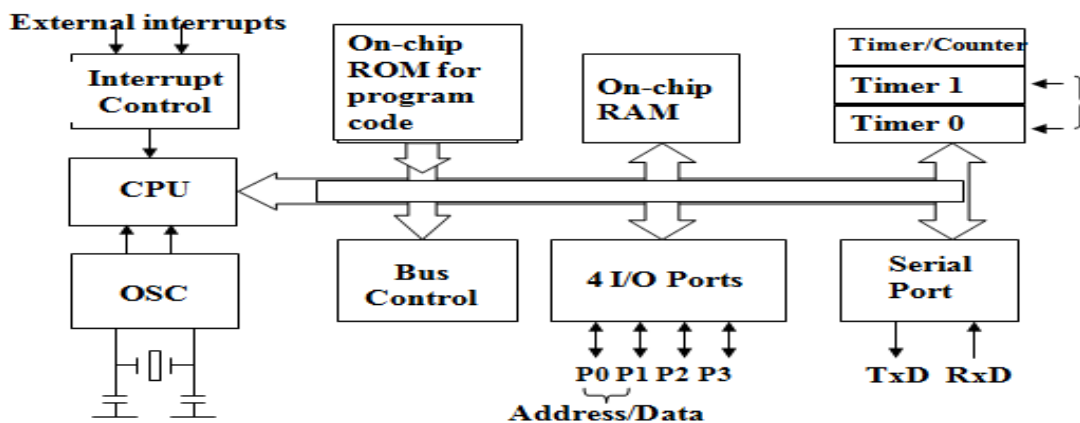 External interrupts
Interrupt
Control
On-chip
ROM for
program
code
On-chip
RAM
Timer/Counter
Timer 1
Timer 0
CPU
OSC
Bus
Control
4 I/O Ports
Serial
Port
P0 P1 P2 P3
Address/Data
TxD RxD